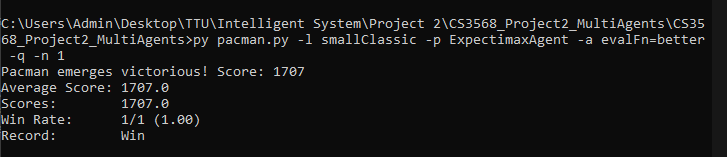 C:\Users\Admin\Desktop\TTU\Intelligent System\Project 2\CS3568_Project2_MultiAgents\CS35
68_Project2_MultiAgents>py pacman.py -l smallClassic -p ExpectimaxAgent -a evalFn=better
 -q -n 1
Pacman emerges victorious! Score: 1707
Average Score: 1707.0
Scores:        1707.0
Win Rate:      1/1 (1.00)
Record:        Win